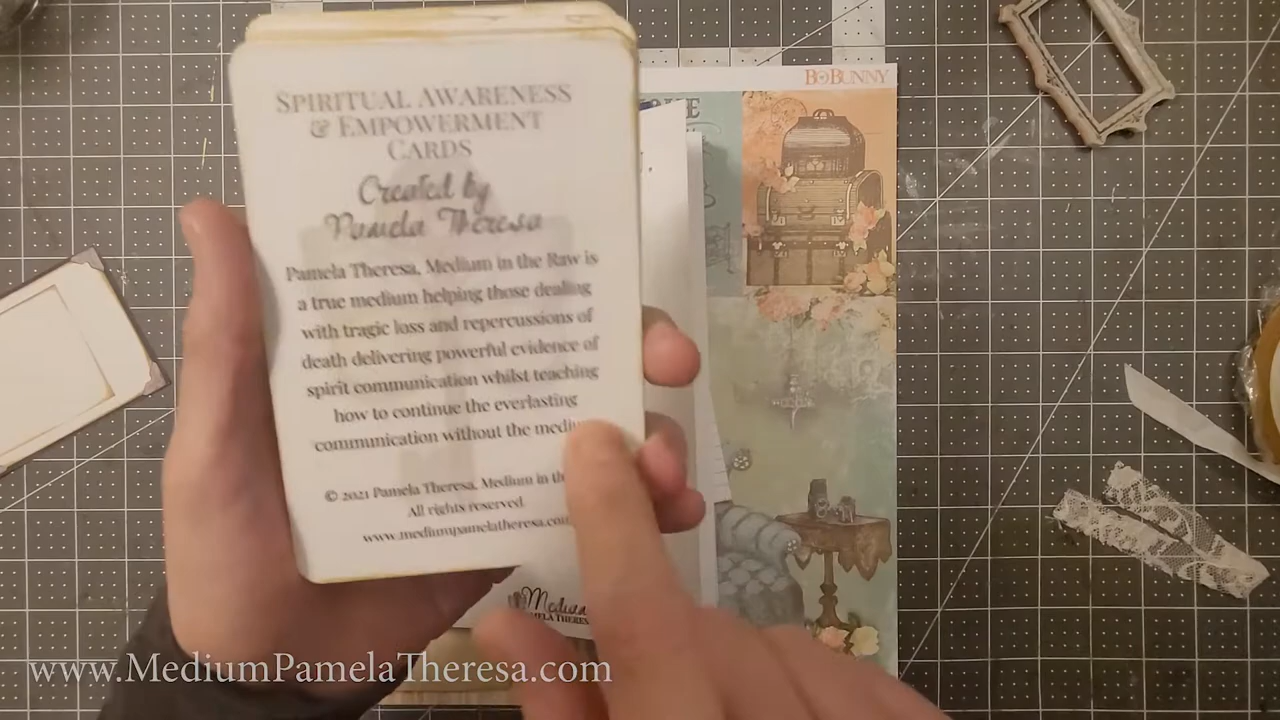 SPIRITUAL AWARENESS
& EMPOWERMENT
CARDS
Created by
Pamela Theresa
Pamela Theresa, Medium in the Raw is
a true medium helping those dealing
with tragic loss and repercussions of
death delivering powerful evidence of
spirit communication whilst teaching
how to continue the everlasting
communication without the
© 2021 Pamela Theresa, Medium in
All rights reserved
www.mediumpamelatheresa.com
BOBUNNY
Medium
PAMELA THERESA
www.MediumPamelaTheresa.com